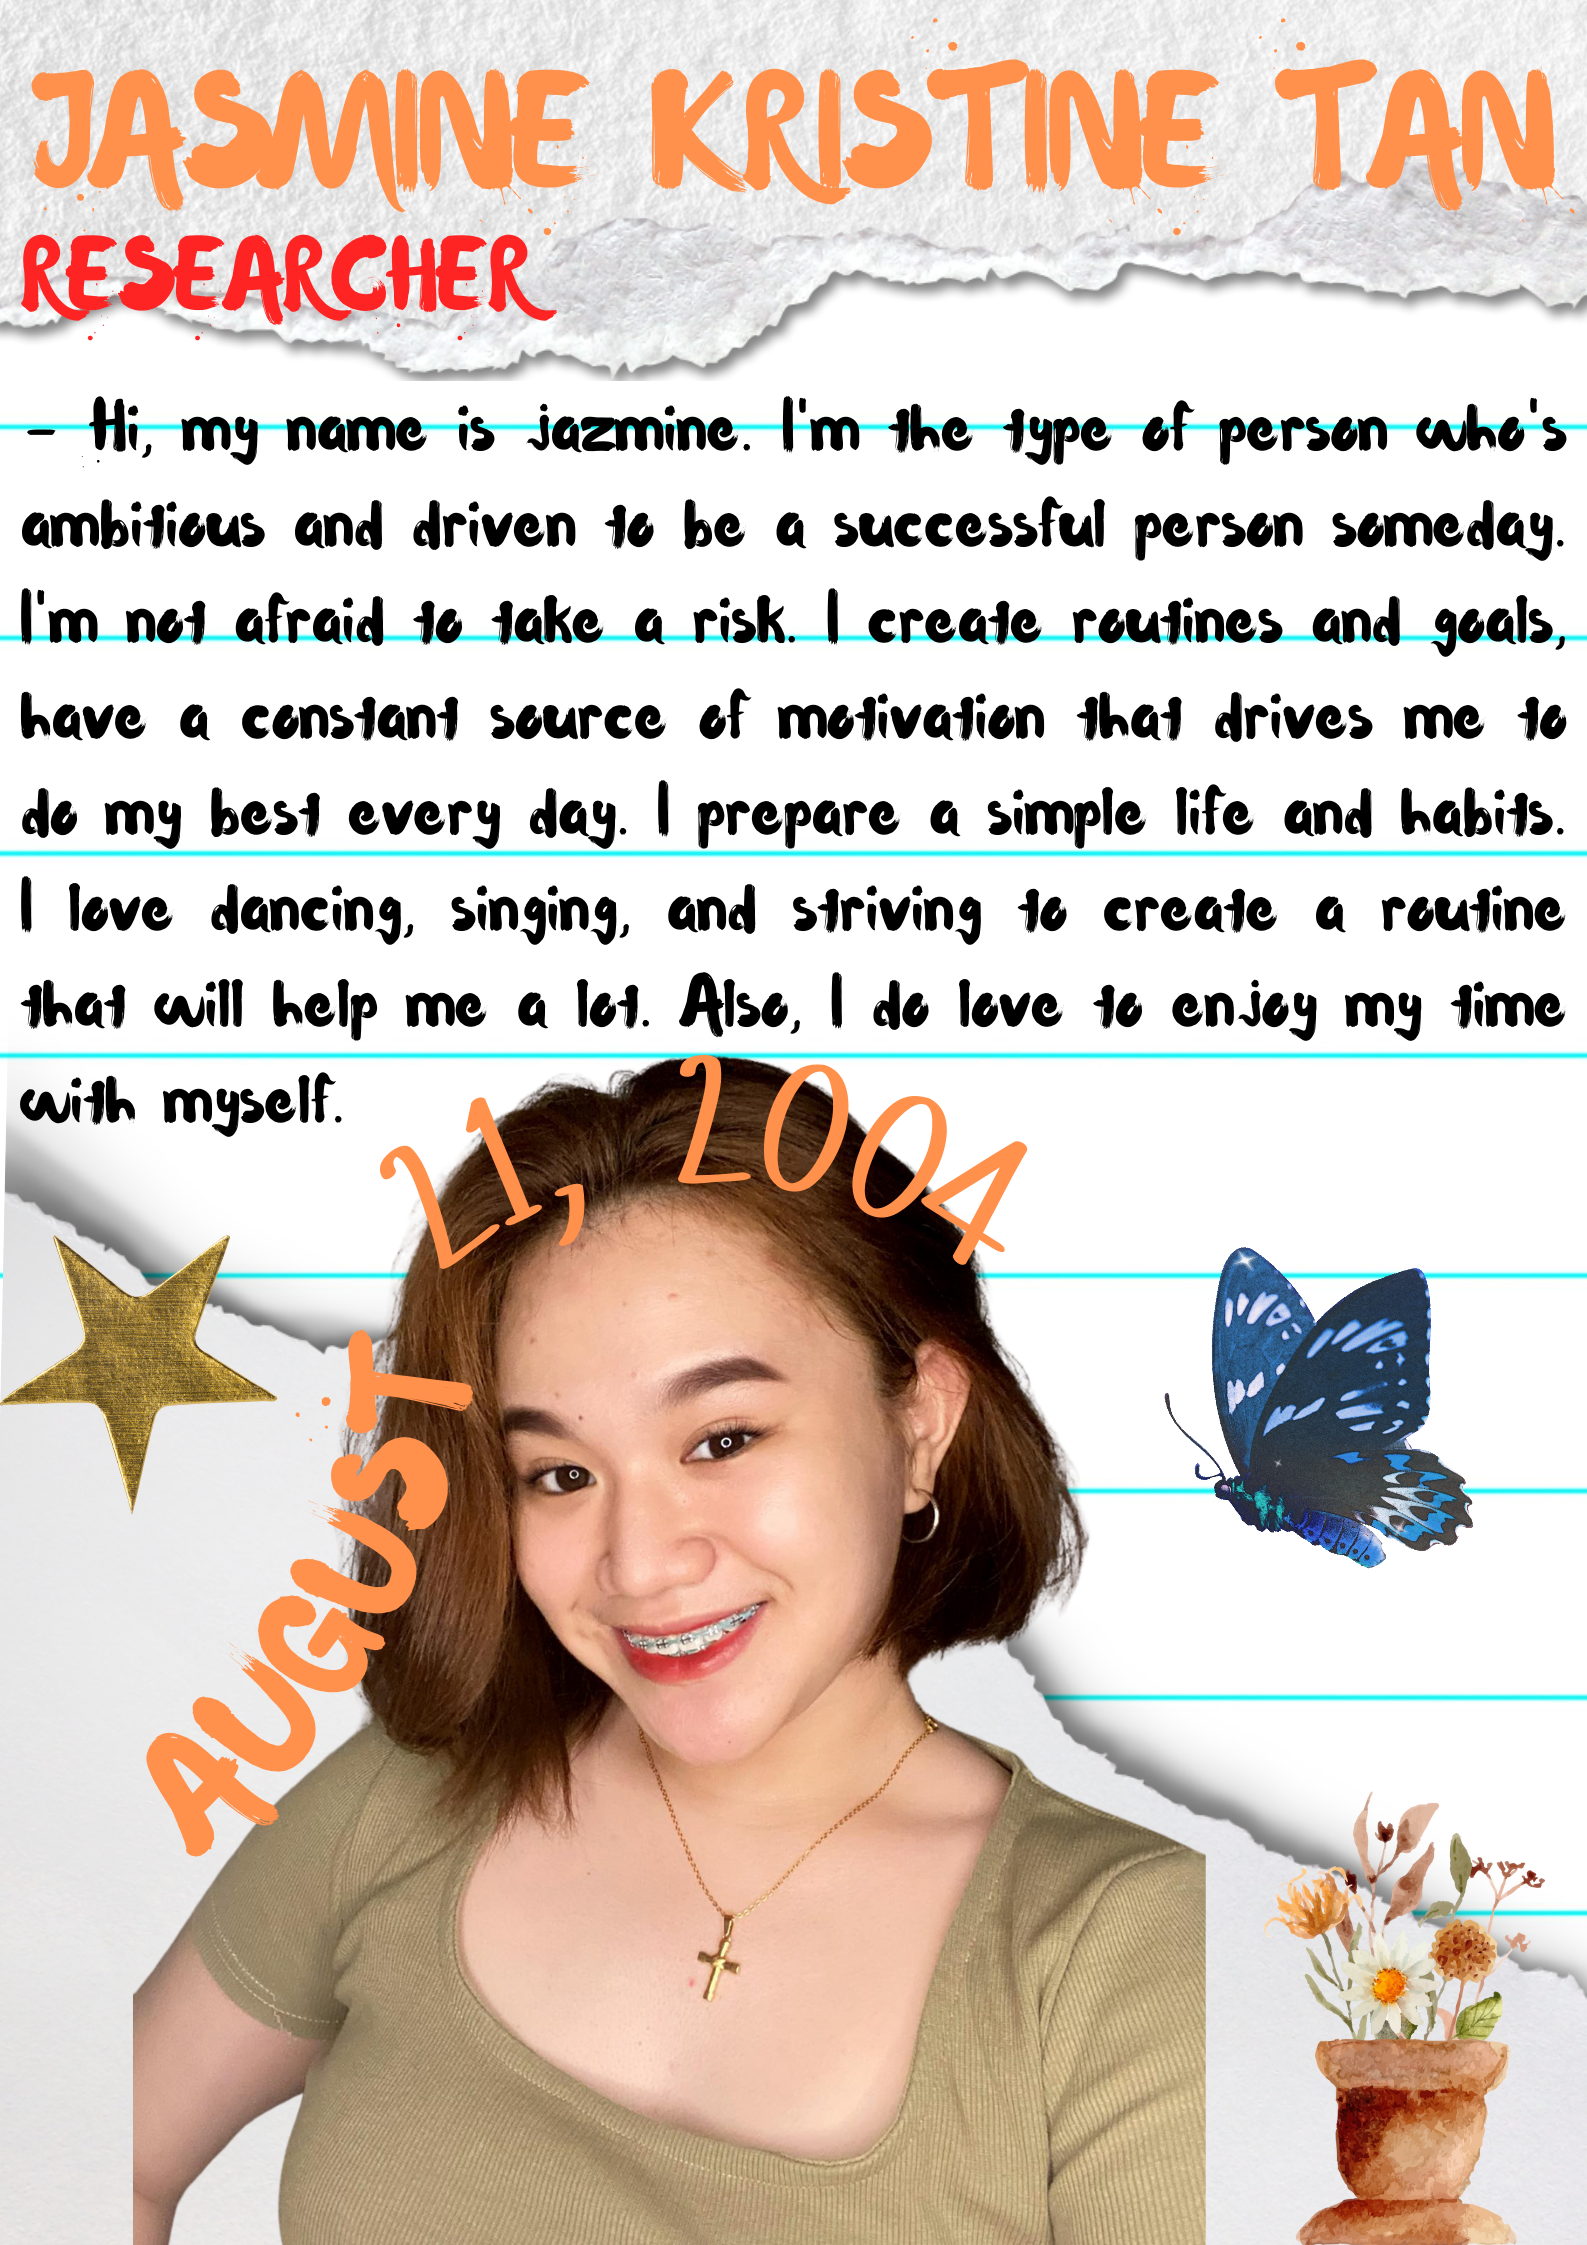 JASMINE KRISTINE TAN
RESEARCHER
- Hi, my name is jazmine. I'm the type of person who's
ambitious and driven to be a successful person someday.
I'm not afraid to take a risk. I create routines and goals,
have a constant source of motivation that drives me to
do my best every day. I prepare a simple life and habits.
I love dancing, singing, and striving to create a routine
that will help me a lot. Also, I do love to enjoy my time
with myself.
AUGUST 21, 2004